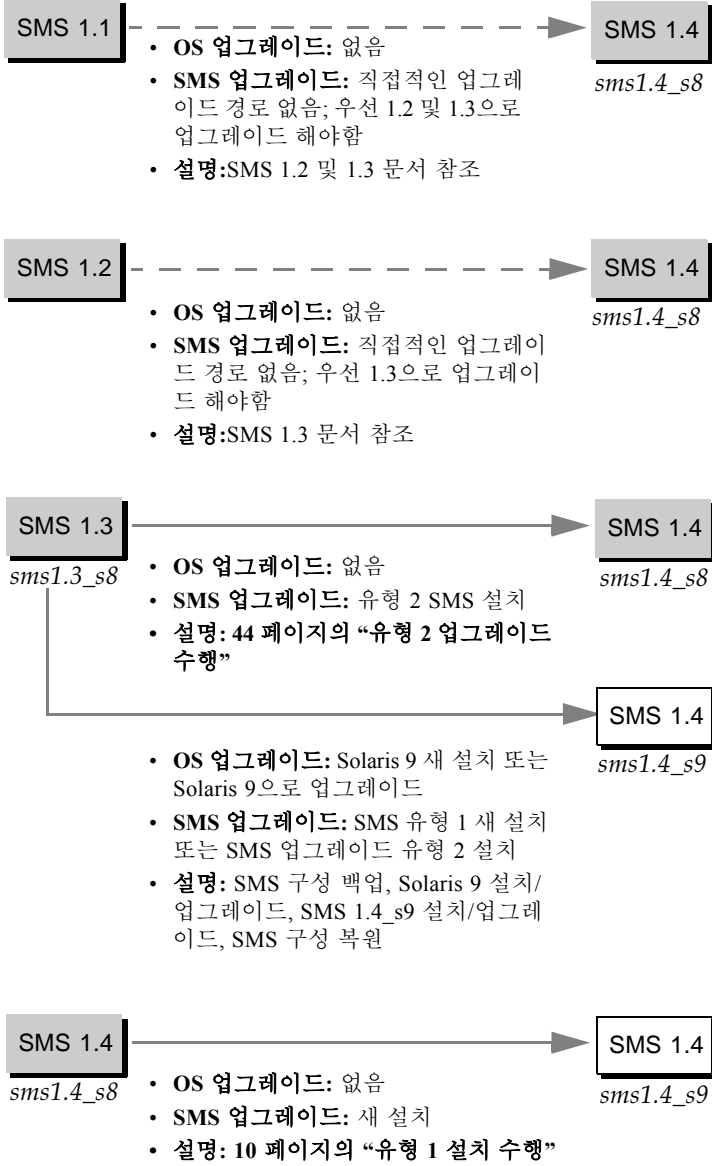 SMS 1.1
SMS 1.4
sms1.4_s8
• OS 업그레이드: 없음
• SMS 업그레이드: 직접적인 업그레
이드 경로 없음; 우선 1.2 및 1.3으로
업그레이드 해야함
• 설명:SMS 1.2 및 1.3 문서 참조
SMS 1.2
SMS 1.4
sms1.4_s8
• OS 업그레이드: 없음
• SMS 업그레이드: 직접적인 업그레이
드 경로 없음; 우선 1.3으로 업그레이
드 해야함
• 설명:SMS 1.3 문서 참조
SMS 1.3
sms1.3_s8
SMS 1.4
sms1.4_s8
• OS 업그레이드: 없음
• SMS 업그레이드: 유형 2 SMS 설치
• 설명: 44 페이지의 “유형 2 업그레이드
수행”
SMS 1.4
sms1.4_s9
• OS 업그레이드: Solaris 9 새 설치 또는
Solaris 9으로 업그레이드
• SMS 업그레이드: SMS 유형 1 새 설치
또는 SMS 업그레이드 유형 2 설치
• 설명: SMS 구성 백업, Solaris 9 설치/
업그레이드, SMS 1.4_s9 설치/업그레
이드, SMS 구성 복원
SMS 1.4
sms1.4_s8
SMS 1.4
sms1.4_s9
• OS 업그레이드: 없음
• SMS 업그레이드: 새 설치
• 설명: 10 페이지의 “유형 1 설치 수행”